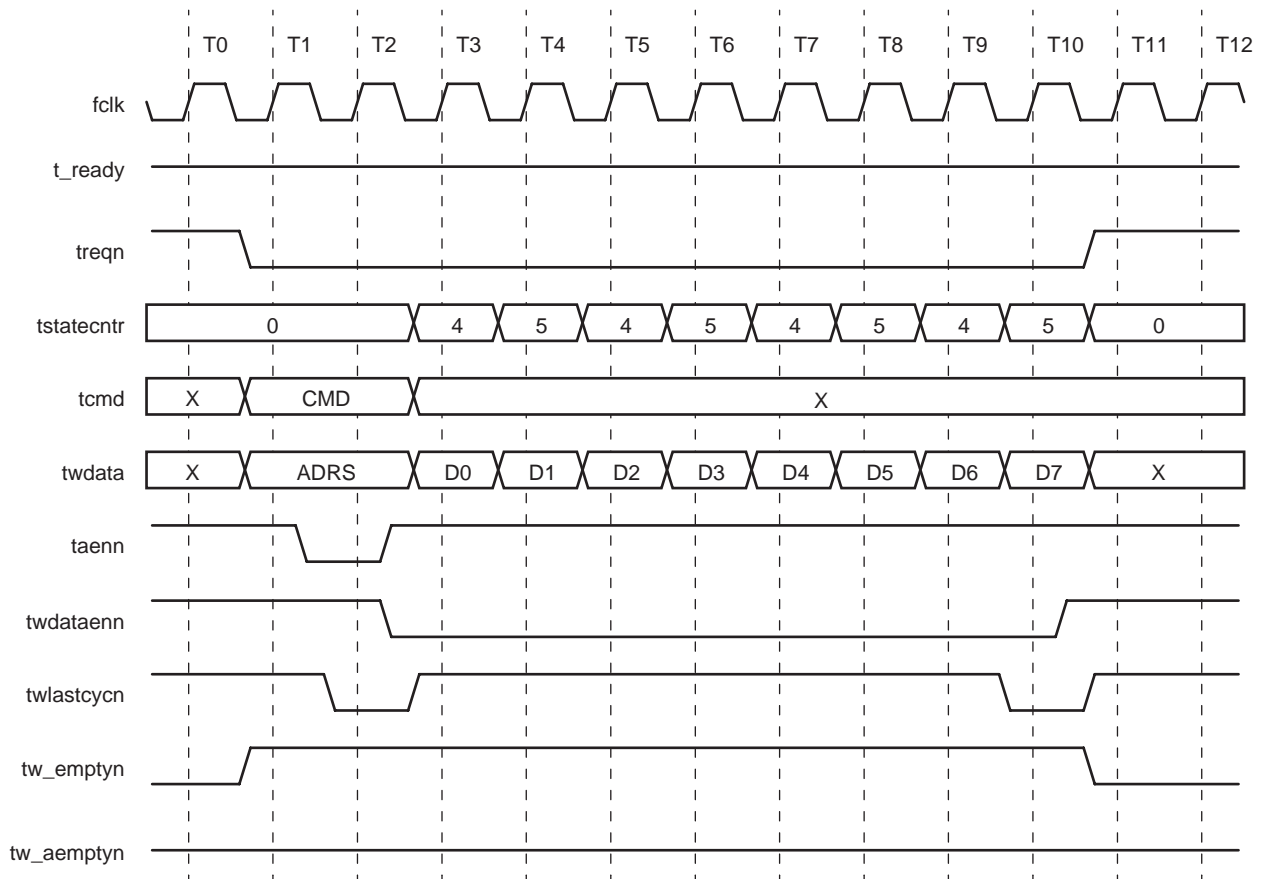 T0 T1 T2 T3 T4 T5 T6 T7 T8 T9 T10 T11 T12
fclk
t_ready
treqn
tstatecntr 0 4 5 4 5 4 5 4 5 0
tcmd X CMD X
twdata X ADRS D0 D1 D2 D3 D4 D5 D6 D7 X
taenn
twdataenn
twlastcycn
tw_emptyn
tw_aemptyn